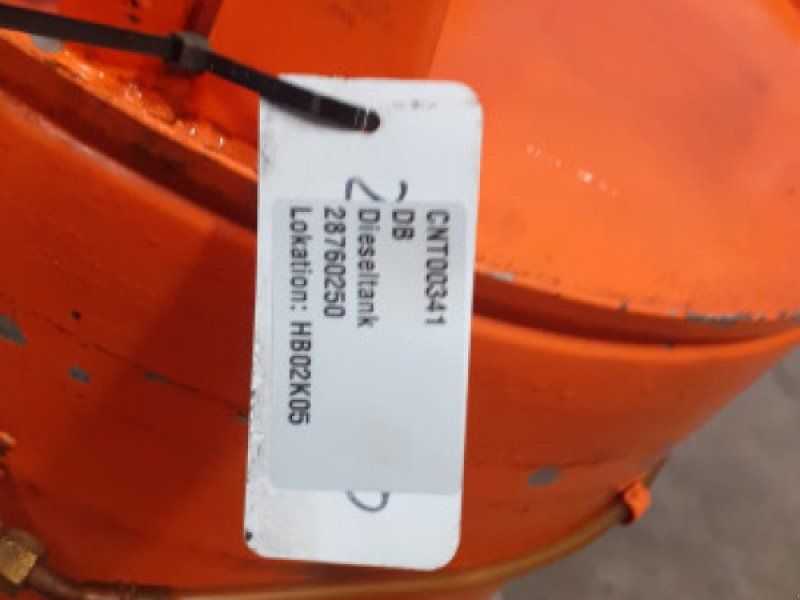 CNT00341
DB
Dieseltank
28760250
Lokation: HB02K05